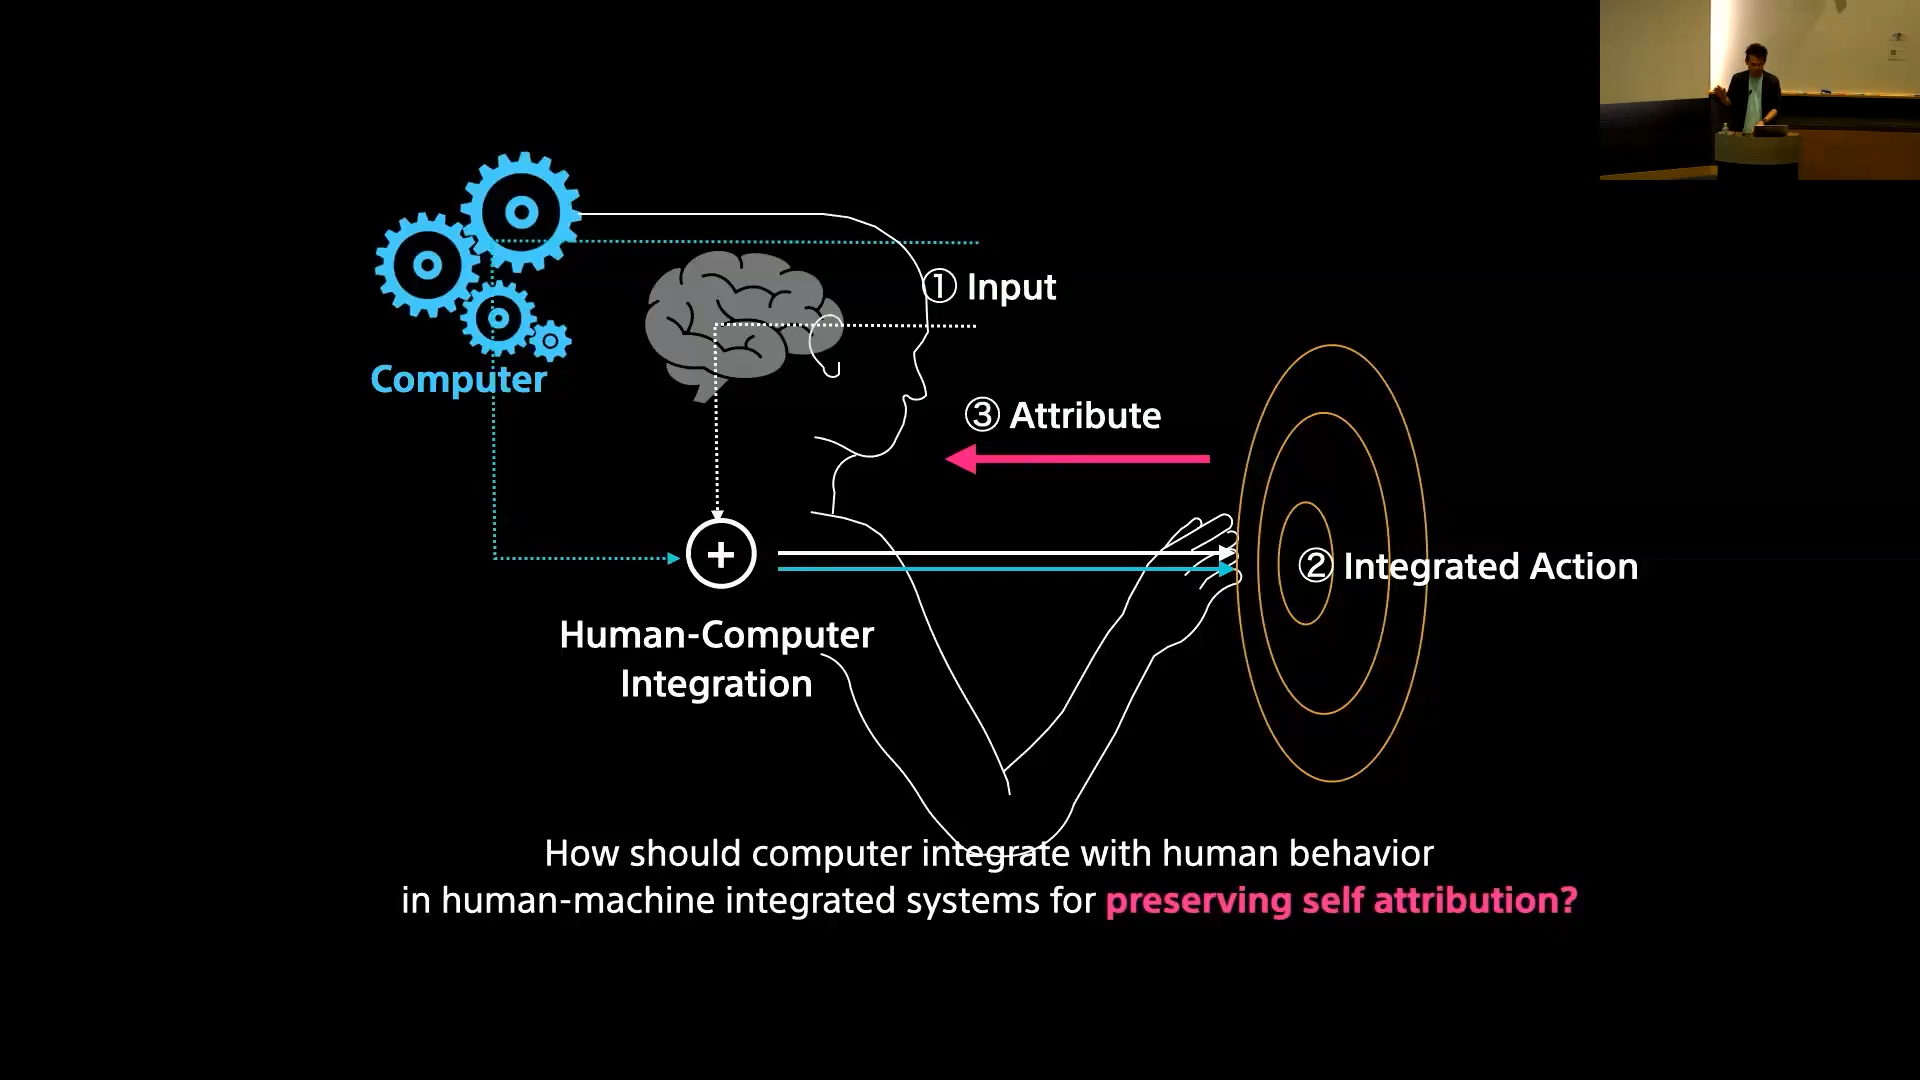 ① Input
Computer
③ Attribute
+
② Integrated Action
Human-Computer
Integration
How should computer integrate with human behavior
in human-machine integrated systems for preserving self attribution?